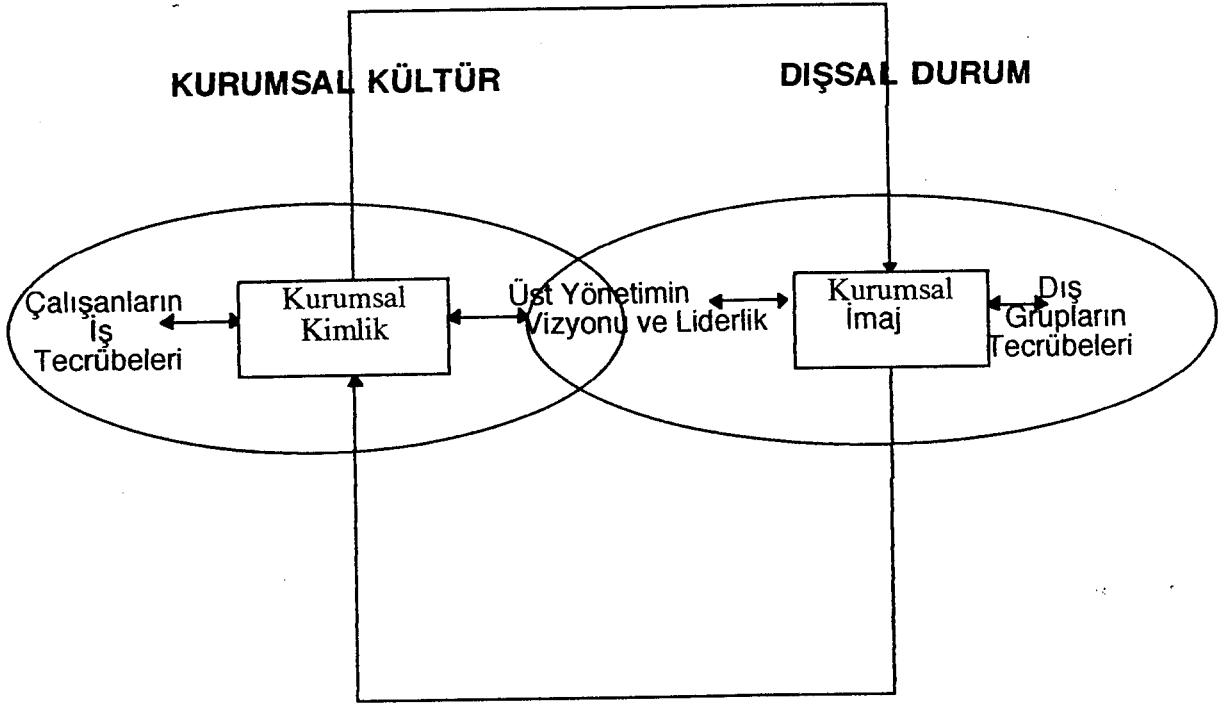 KURUMSAL KÜLTÜR
DIŞSAL DURUM
Çalışanların
İş
Tecrübeleri
Kurumsal
Kimlik
Üst Yönetimin
Vizyonu ve Liderlik
Kurumsal
İmaj
Dış
Grupların
Tecrübeleri